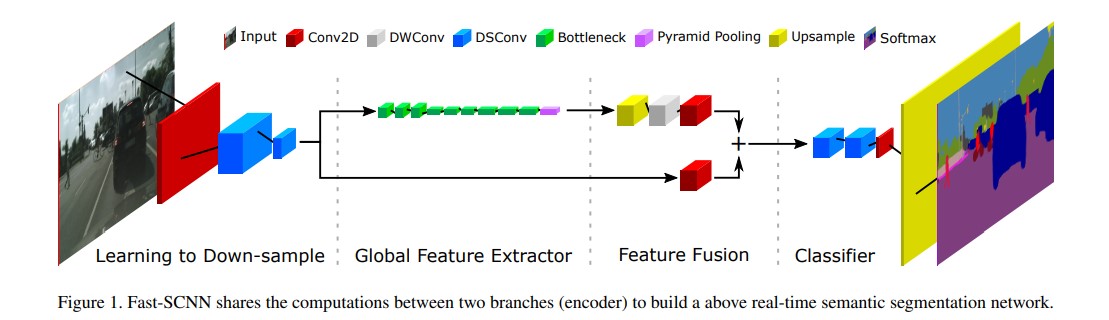 Input Conv2D DWConv DSConv Bottleneck Pyramid Pooling Upsample Softmax
+
Learning to Down-sample Global Feature Extractor Feature Fusion Classifier
Figure 1. Fast-SCNN shares the computations between two branches (encoder) to build a above real-time semantic segmentation network.